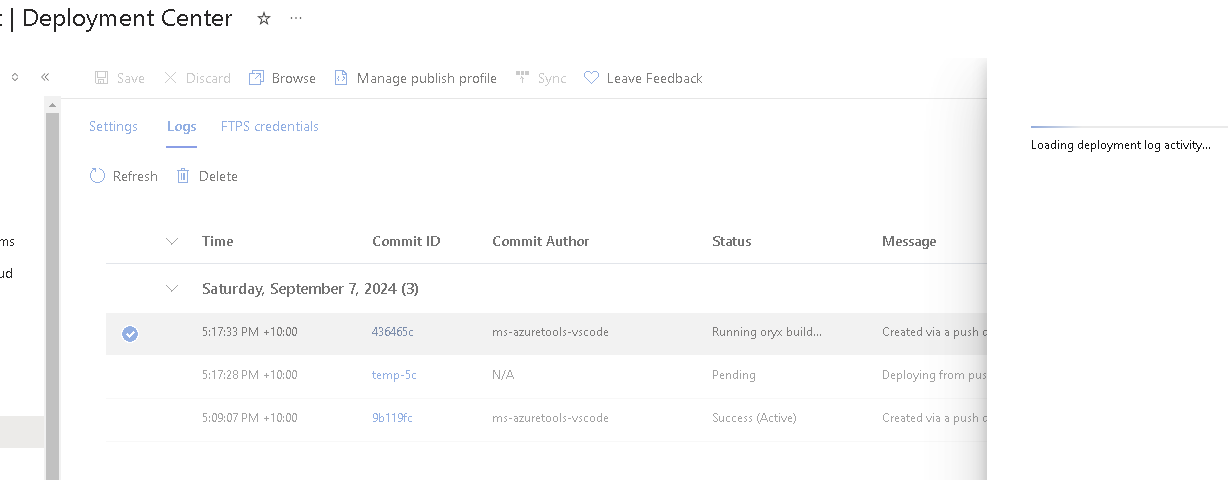 | Deployment Center
Save Discard Browse Manage publish profile Sync Leave Feedback
Settings Logs FTPS credentials
Loading deployment log activity...
Refresh Delete
Time Commit ID Commit Author Status Message
Saturday, September 7, 2024 (3)
5:17:33 PM +10:00 436465c ms-azuretools-vscode Running oryx build... Created via a push
5:17:28 PM +10:00 temp-5c N/A Pending Deploying from pus
5:09:07 PM +10:00 9b119fc ms-azuretools-vscode Success (Active) Created via a push
ms
ud